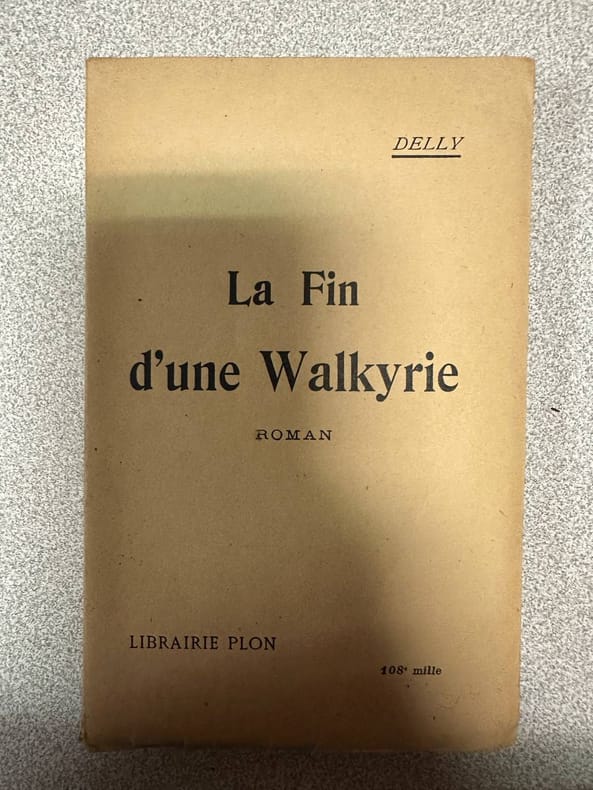 DELLY
La Fin
d'une Walkyrie
ROMAN
LIBRAIRIE PLON
108e mille